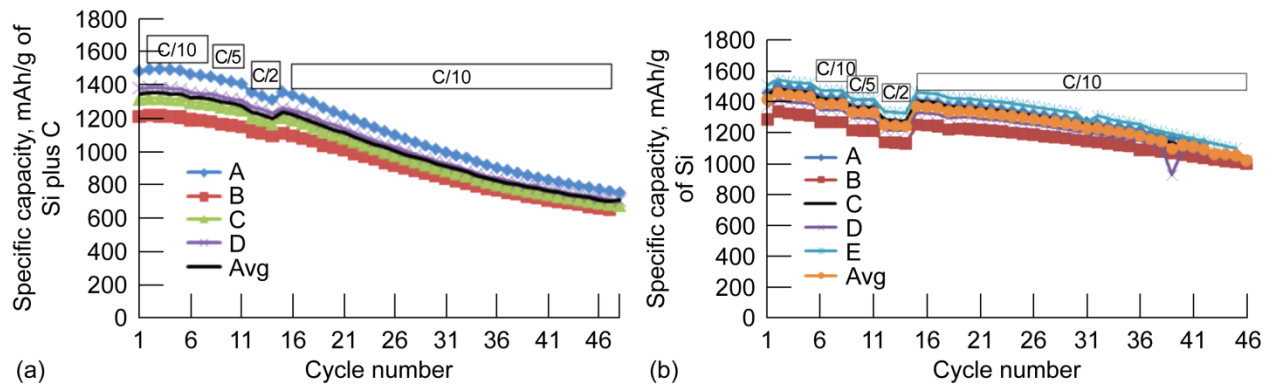 Specific capacity, mAh/g of
Si plus C
1800
1600
1400
1200
1000
800
600
400
200
0
C/10
C/5
C/2
C/10
A
B
C
D
Avg
1 6 11 16 21 26 31 36 41 46
(a)
Cycle number
Specific capacity, mAh/g
of Si
1800
1600
1400
1200
1000
800
600
400
200
0
C/10
C/5
C/2
C/10
A
B
C
D
E
Avg
1 6 11 16 21 26 31 36 41 46
(b)
Cycle number